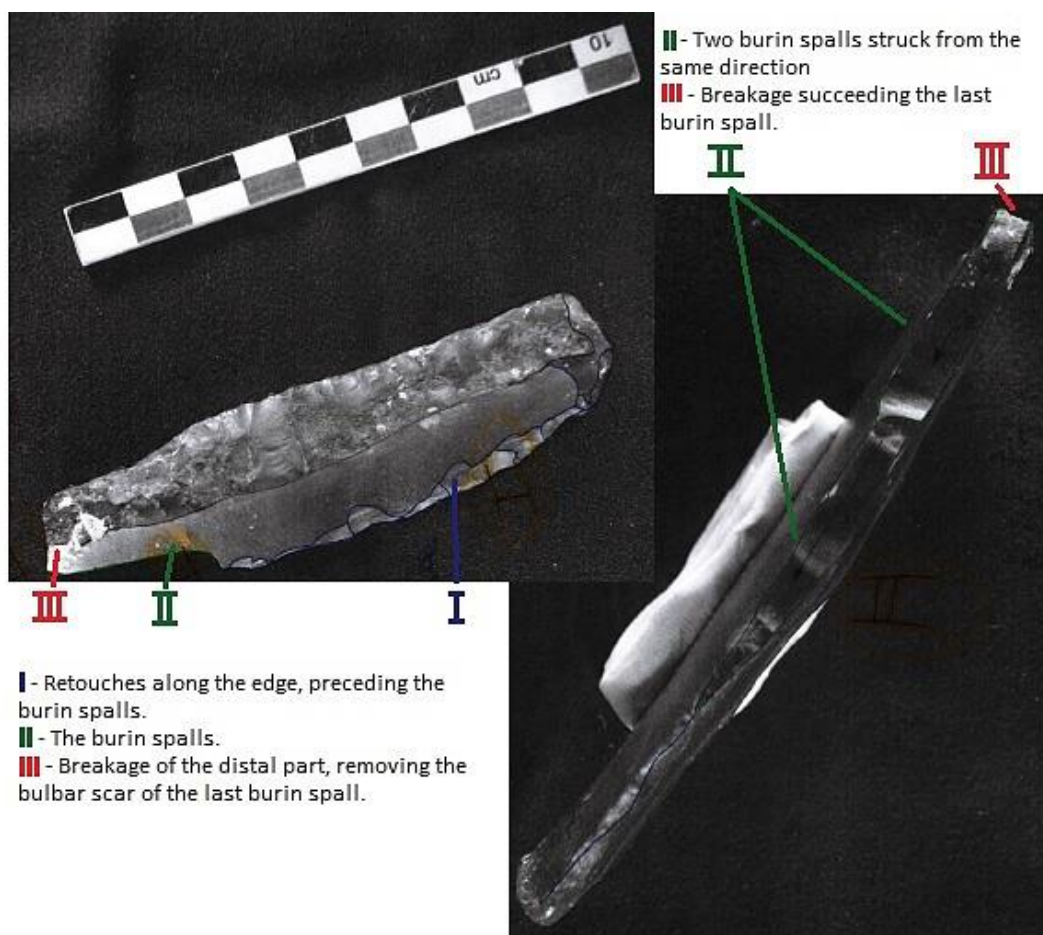 10
cm
II - Two burin spalls struck from the
same direction
III - Breakage succeeding the last
burin spall.
II
III
III
II
I
I - Retouches along the edge, preceding the
burin spalls.
II - The burin spalls.
III - Breakage of the distal part, removing the
bulbar scar of the last burin spall.